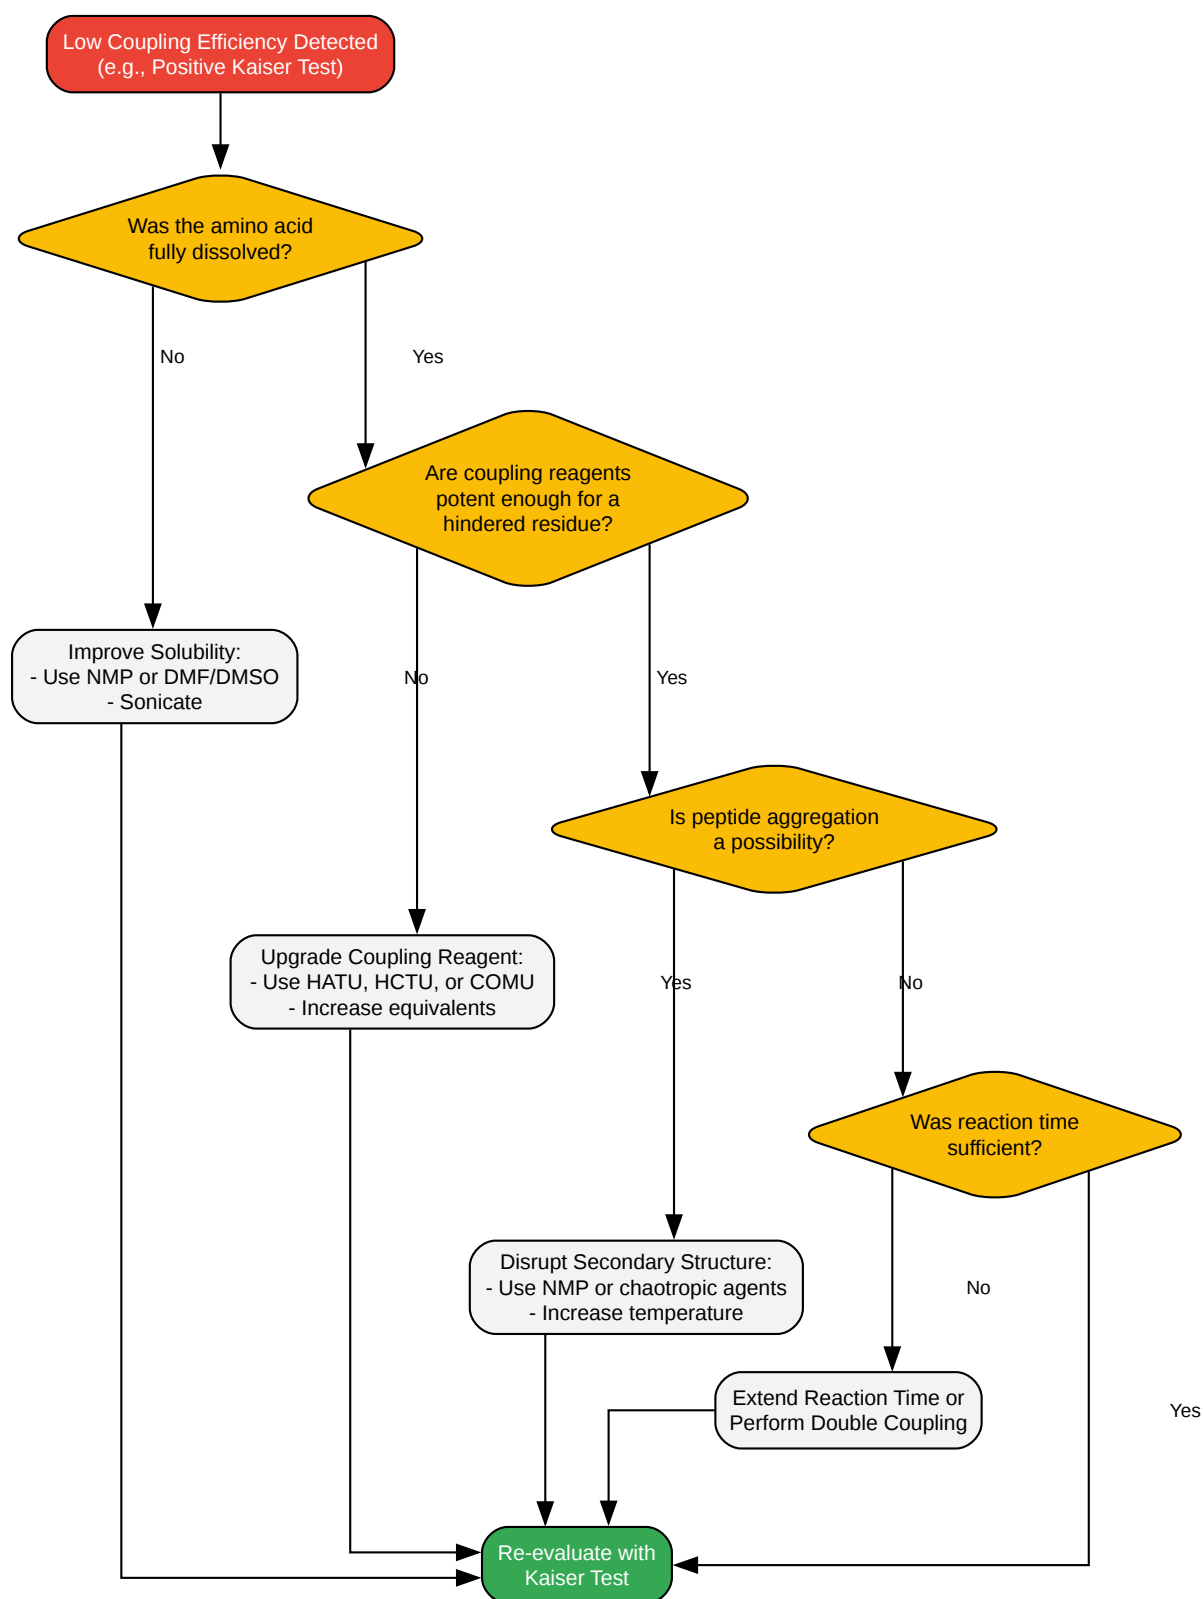 Low Coupling Efficiency Detected
(e.g., Positive Kaiser Test)
Was the amino acid
fully dissolved?
No
Yes
Are coupling reagents
potent enough for a
hindered residue?
Improve Solubility:
- Use NMP or DMF/DMSO
- Sonicate
No
Yes
Is peptide aggregation
a possibility?
Upgrade Coupling Reagent:
- Use HATU, HCTU, or COMU
- Increase equivalents
Yes
No
Was reaction time
sufficient?
Disrupt Secondary Structure:
- Use NMP or chaotropic agents
- Increase temperature
No
Extend Reaction Time or
Perform Double Coupling
Yes
Re-evaluate with
Kaiser Test